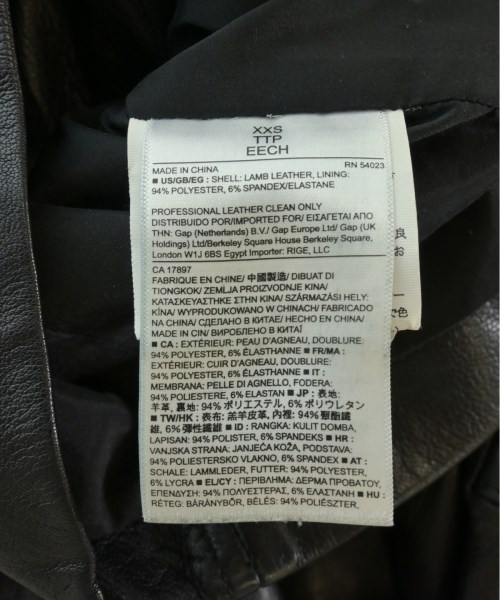 XXS
TTP
EECH
MADE IN CHINA RN 54023
■ US/GB/EG : SHELL: LAMB LEATHER, LINING:
94% POLYESTER, 6% SPANDEX/ELASTANE
PROFESSIONAL LEATHER CLEAN ONLY
DISTRIBUIDO POR/IMPORTED FOR/ ΕΙΣΑΓΕΤΑΙ ΑΠΟ
ΤΗΝ: Gap (Netherlands) B.V./ Gap Europe Ltd/ Gap (UK
Holdings) Ltd/Berkeley Square House Berkeley Square,
London W1J 6BS Egypt Importer: RIGE, LLC
CA 17897
FABRIQUÉ EN CHINE/ 中國製造/ DIBUAT DI
TIONGKOK/ ZEMLJA PROIZVODNJE KINA/
ΚΑΤΑΣΚΕΥΑΣΤΗΚΕ ΣΤΗΝ ΚΙΝΑ/ SZÁRMAZÁSI HELY:
KÍNA/ WYPRODUKOWANO W CHINACH/ FABRICADO
NA CHINA/ СДЕЛАНО В КИТАЕ/ HECHO EN CHINA/
MADE IN CIN/ ВИРОБЛЕНО В КИТАЇ
■ CA : EXTÉRIEUR: PEAU D'AGNEAU, DOUBLURE:
94% POLYESTER, 6% ÉLASTHANNE ■ FR/MA :
EXTÉRIEUR: CUIR D'AGNEAU, DOUBLURE:
94% POLYESTER, 6% ÉLASTHANNE ■ IT :
MEMBRANA: PELLE DI AGNELLO, FODERA:
94% POLIESTERE, 6% ELASTAN ■ JP : 表地:
羊革, 裏地: 94% ポリエステル, 6% ポリウレタン
■ TW/HK : 表布: 羔羊皮革, 內裡: 94% 聚酯纖
維, 6% 彈性纖維 ■ ID : RANGKA: KULIT DOMBA,
LAPISAN: 94% POLISTER, 6% SPANDEKS ■ HR :
VANJSKA STRANA: JANJEĆA KOŽA, PODSTAVA:
94% POLIESTERSKO VLAKNO, 6% SPANDEX ■ AT :
SCHALE: LAMMLEDER, FUTTER: 94% POLYESTER,
6% LYCRA ■ EL/CY : ΠΕΡΙΒΛΗΜΑ: ΔΕΡΜΑ ΠΡΟΒΑΤΟΥ,
ΕΠΕΝΔΥΣΗ: 94% ΠΟΛΥΕΣΤΕΡΑΣ, 6% ΕΛΑΣΤΑΝΗ ■ HU :
RÉTEG: BÁRÁNYBŐR, BÉLÉS: 94% POLIÉSZTER,
良
お
で色